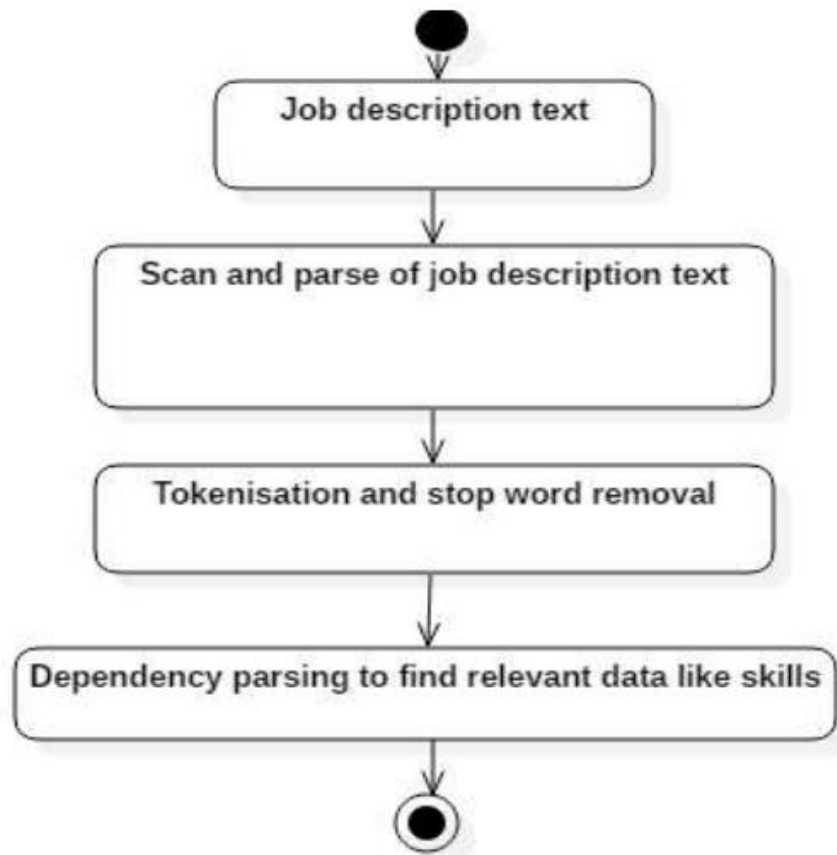 Job description text
Scan and parse of job description text
Tokenisation and stop word removal
Dependency parsing to find relevant data like skills